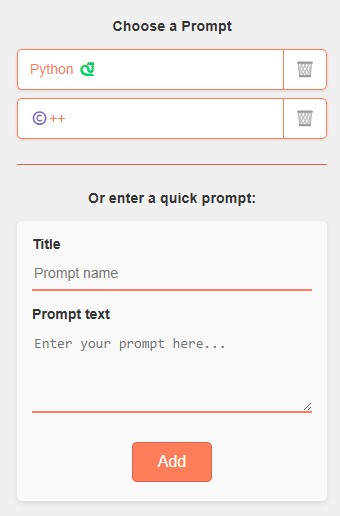 Choose a Prompt
Python 🐍
©++
Or enter a quick prompt:
Title
Prompt name
Prompt text
Enter your prompt here...
Add